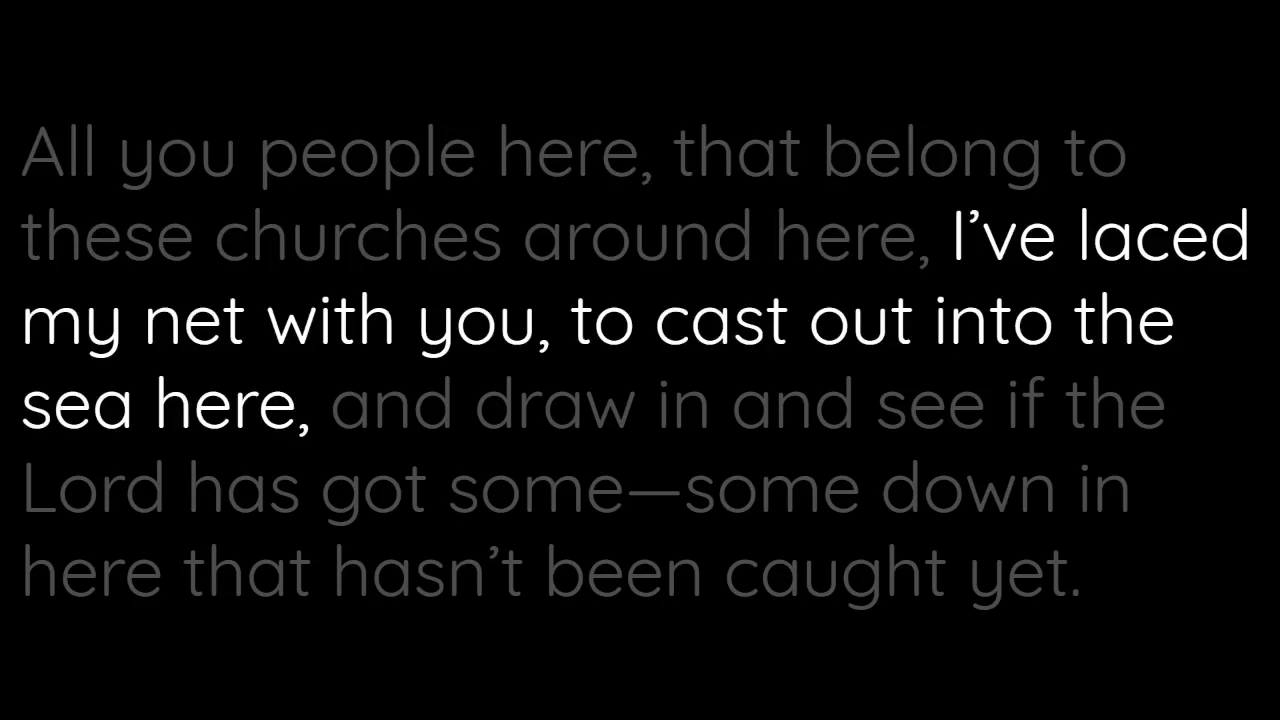 All you people here, that belong to
these churches around here, I’ve laced
my net with you, to cast out into the
sea here, and draw in and see if the
Lord has got some—some down in
here that hasn’t been caught yet.